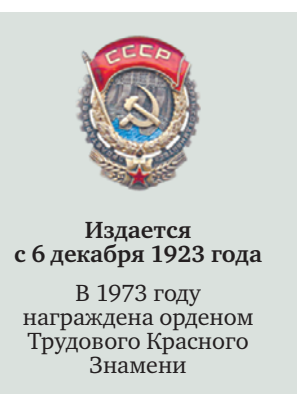 СССР
Издается
с 6 декабря 1923 года
В 1973 году
награждена орденом
Трудового Красного
Знамени